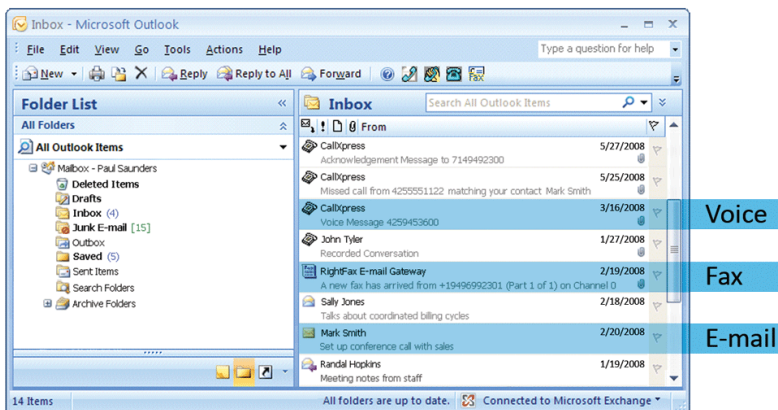 Inbox - Microsoft Outlook
File Edit View Go Tools Actions Help
Type a question for help
New Reply Reply to All Forward Fax
Folder List «
All Folders
All Outlook Items
Mailbox - Paul Saunders
Deleted Items
Drafts
Inbox (4)
Junk E-mail [15]
Outbox
Saved (5)
Sent Items
Search Folders
Archive Folders
Inbox
Search All Outlook Items
From
CallXpress 5/27/2008
Acknowledgement Message to 7149492300
CallXpress 5/25/2008
Missed call from 4255551122 matching your contact Mark Smith
CallXpress 3/16/2008
Voice Message 4259453600
Voice
John Tyler 1/27/2008
Recorded Conversation
RightFax E-mail Gateway 2/19/2008
A new fax has arrived from +19496992301 (Part 1 of 1) on Channel 0
Fax
Sally Jones 2/18/2008
Talks about coordinated billing cycles
Mark Smith 2/20/2008
Set up conference call with sales
E-mail
Randal Hopkins 1/19/2008
Meeting notes from staff
14 Items
All folders are up to date. Connected to Microsoft Exchange